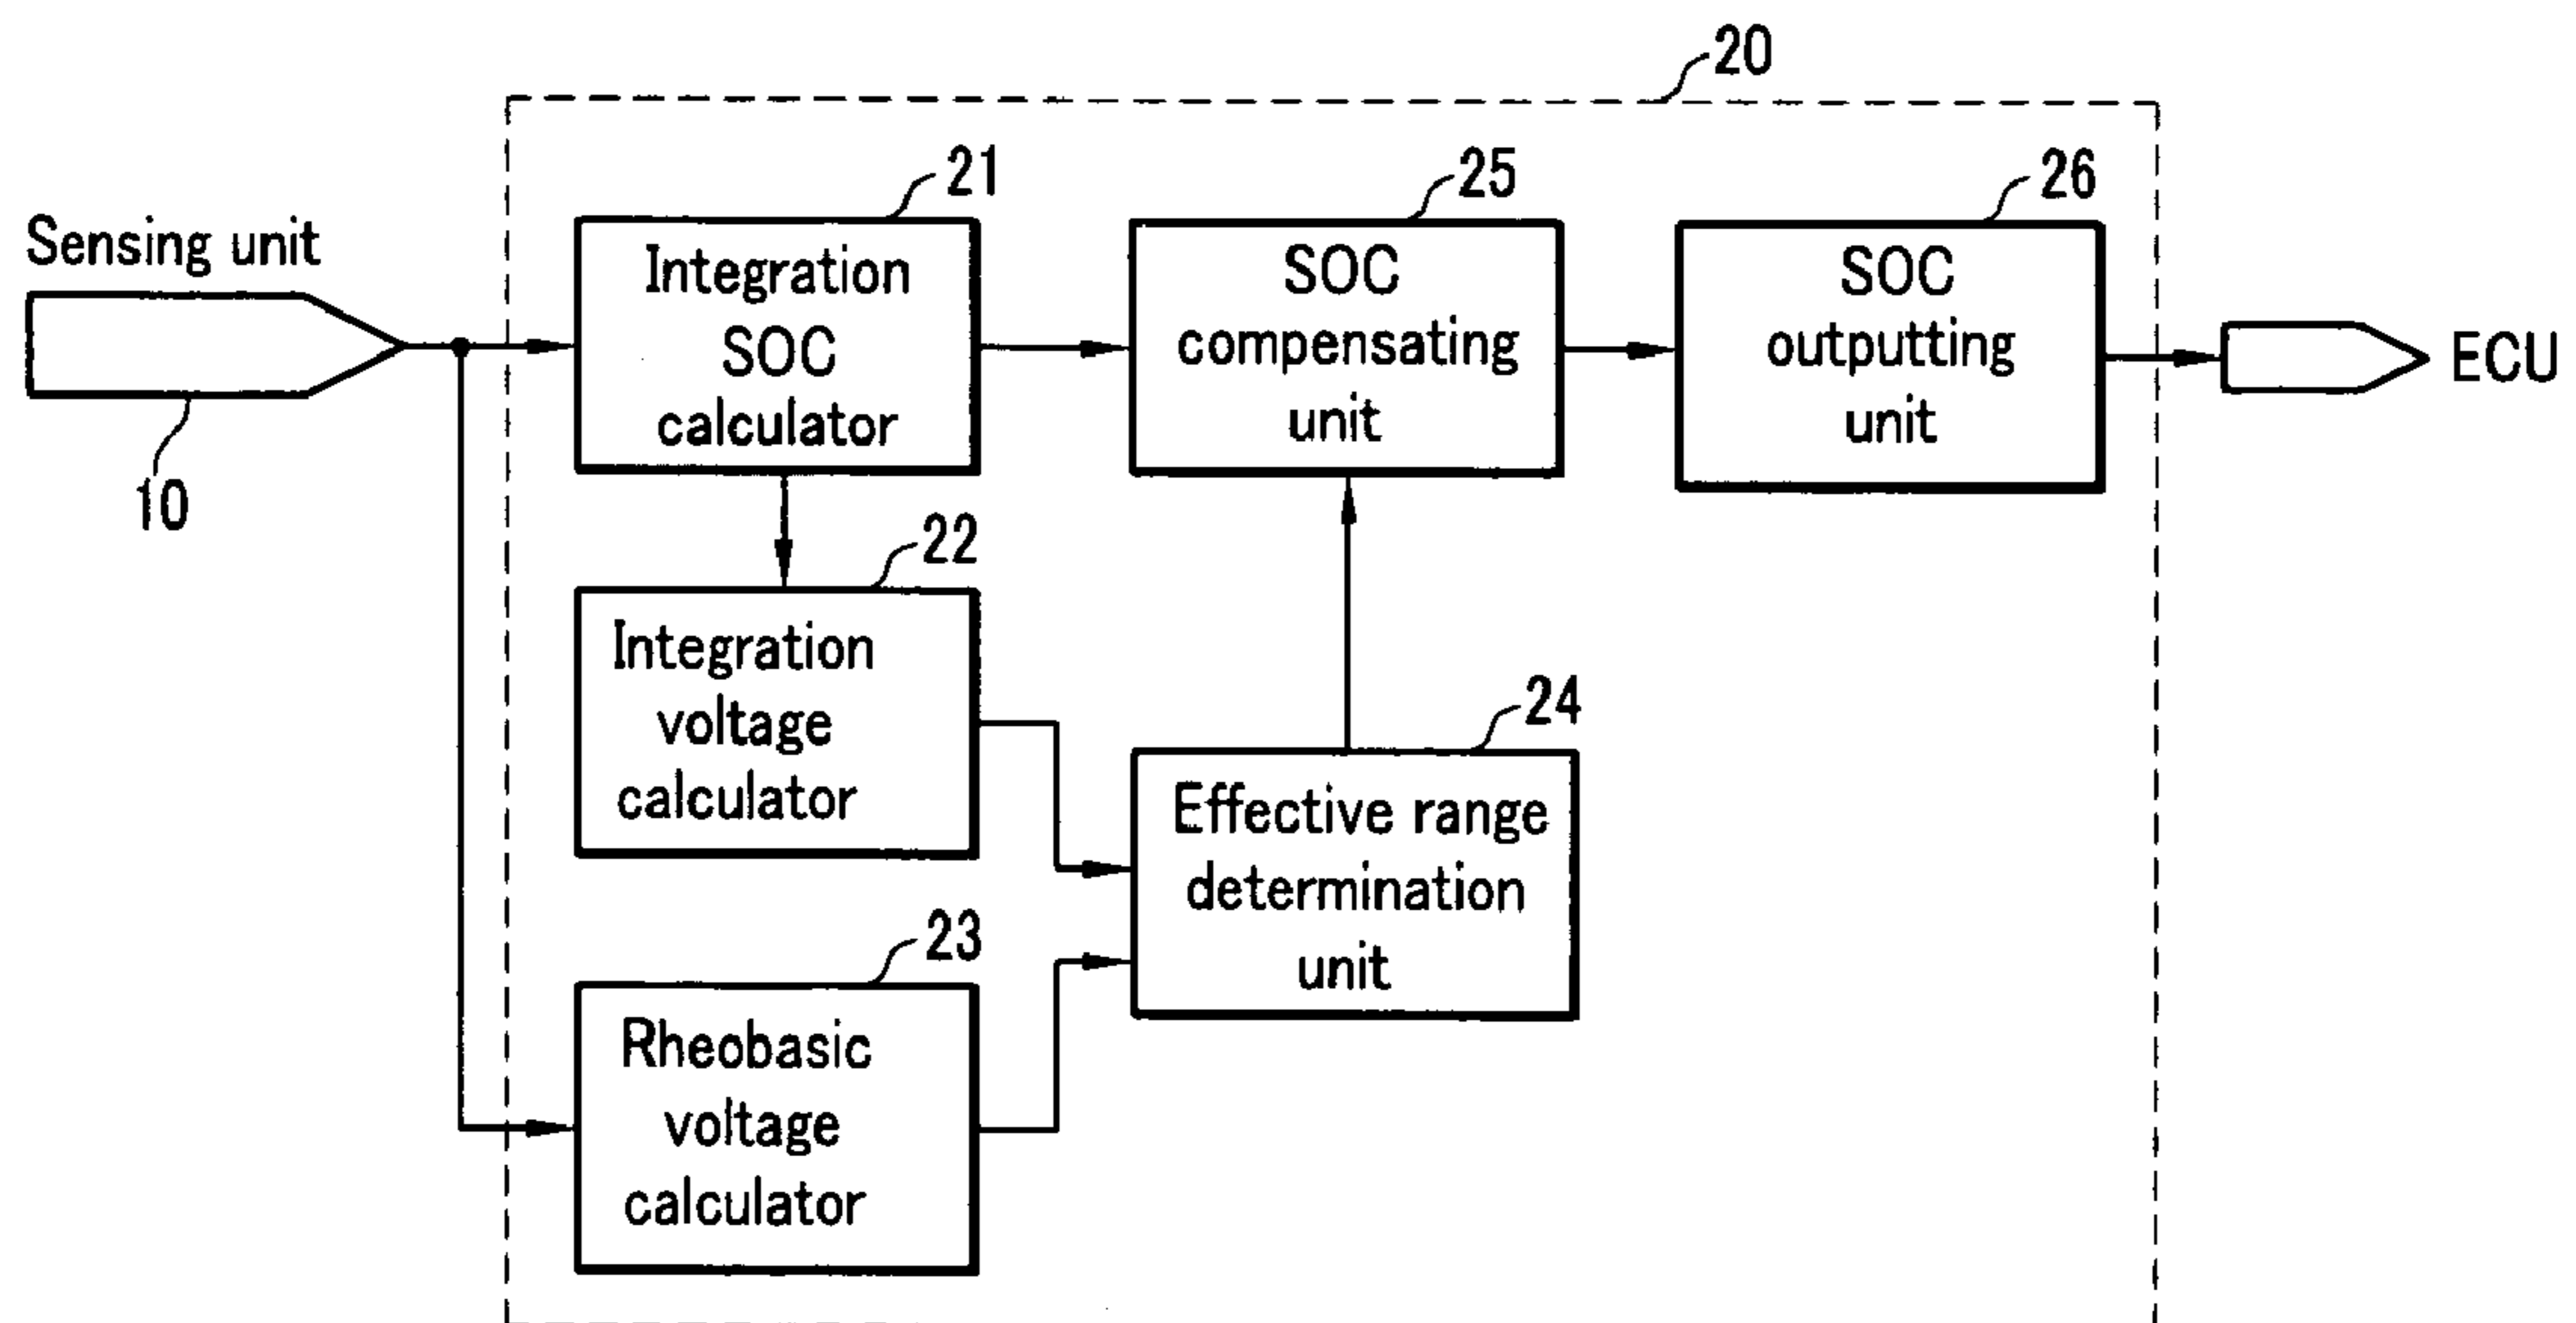 20
Sensing unit
10
21
Integration
SOC
calculator
25
SOC
compensating
unit
26
SOC
outputting
unit
ECU
22
Integration
voltage
calculator
24
Effective range
determination
unit
23
Rheobasic
voltage
calculator